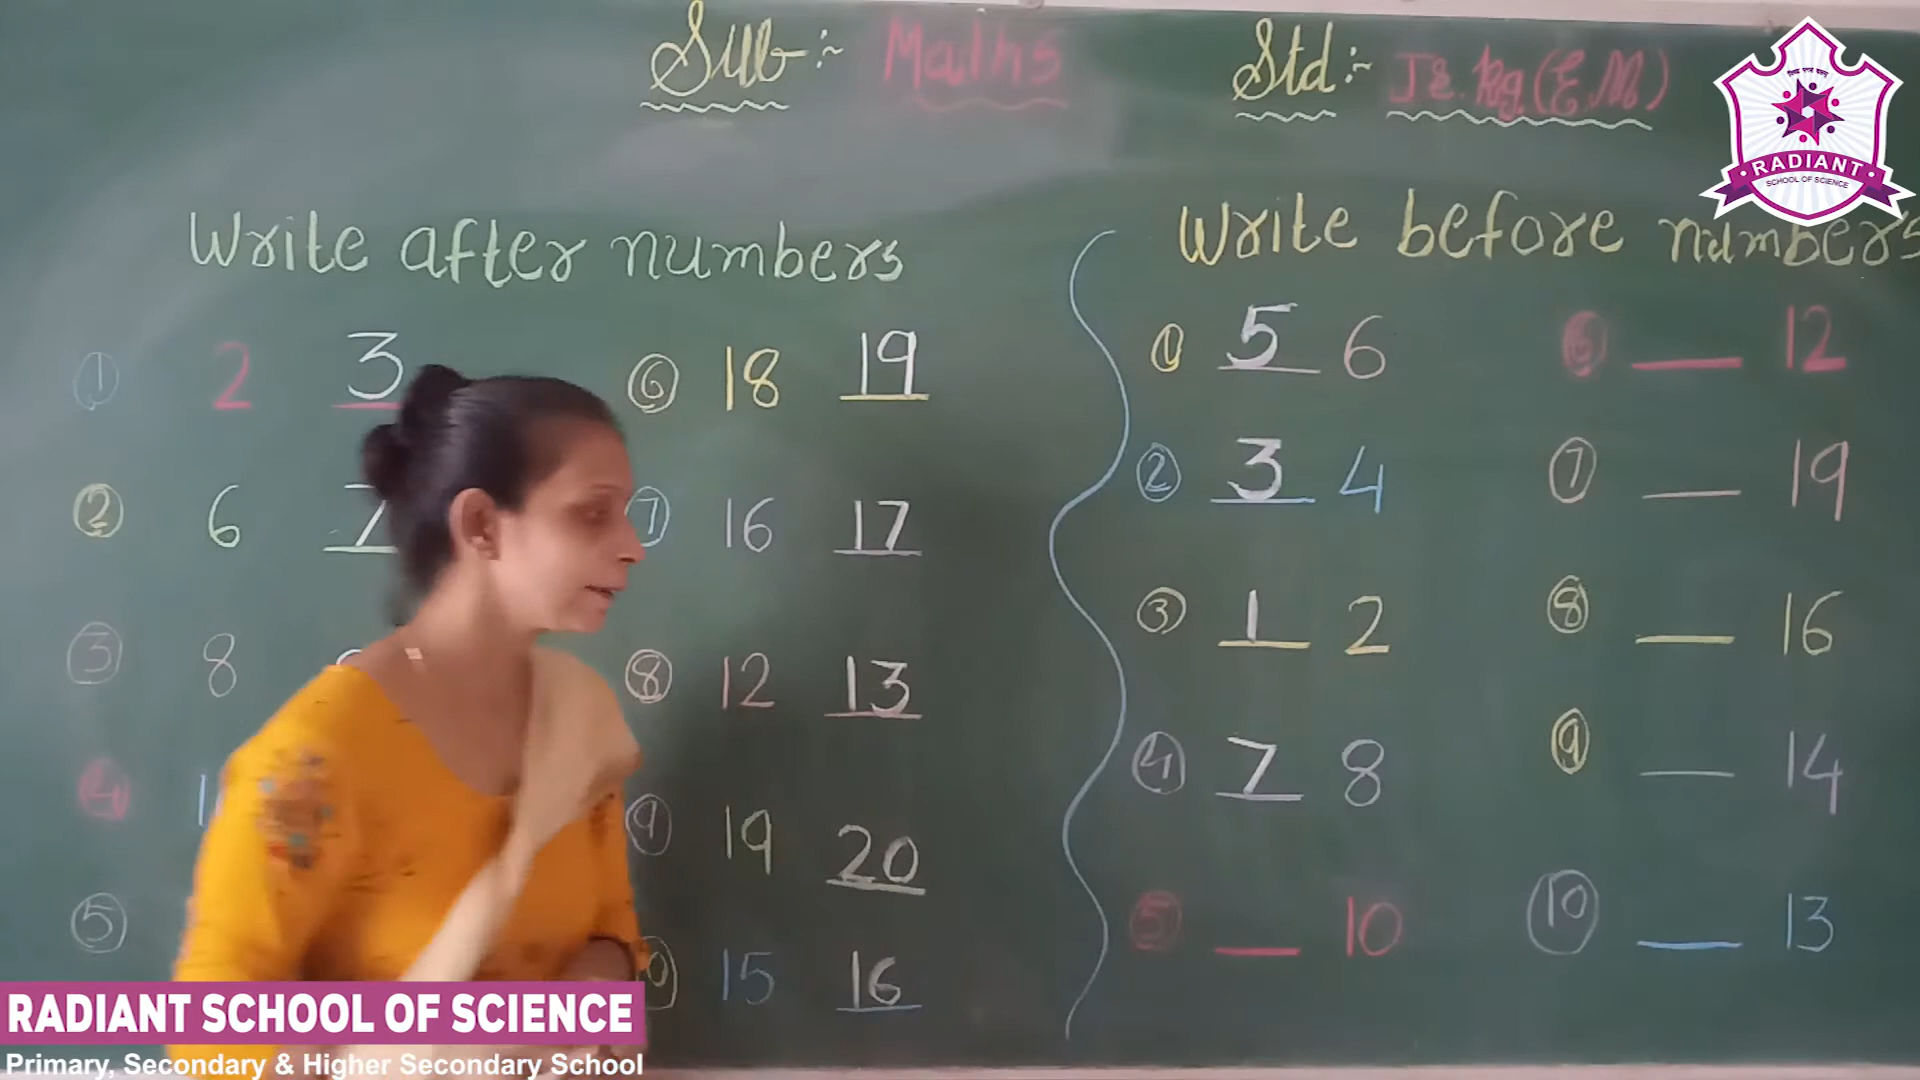 Sub :- Maths
Std :- Jr. kg. (E.M)
RADIANT
SCHOOL OF SCIENCE
Write after numbers
① 2 3
② 6 7
③ 8
④
⑤
⑥ 18 19
⑦ 16 17
⑧ 12 13
⑨ 19 20
15 16
Write before numbers
① 5 6
② 3 4
③ 1 2
④ 7 8
⑤ __ 10
⑥ __ 12
⑦ __ 19
⑧ __ 16
⑨ __ 14
⑩ __ 13
RADIANT SCHOOL OF SCIENCE
Primary, Secondary & Higher Secondary School